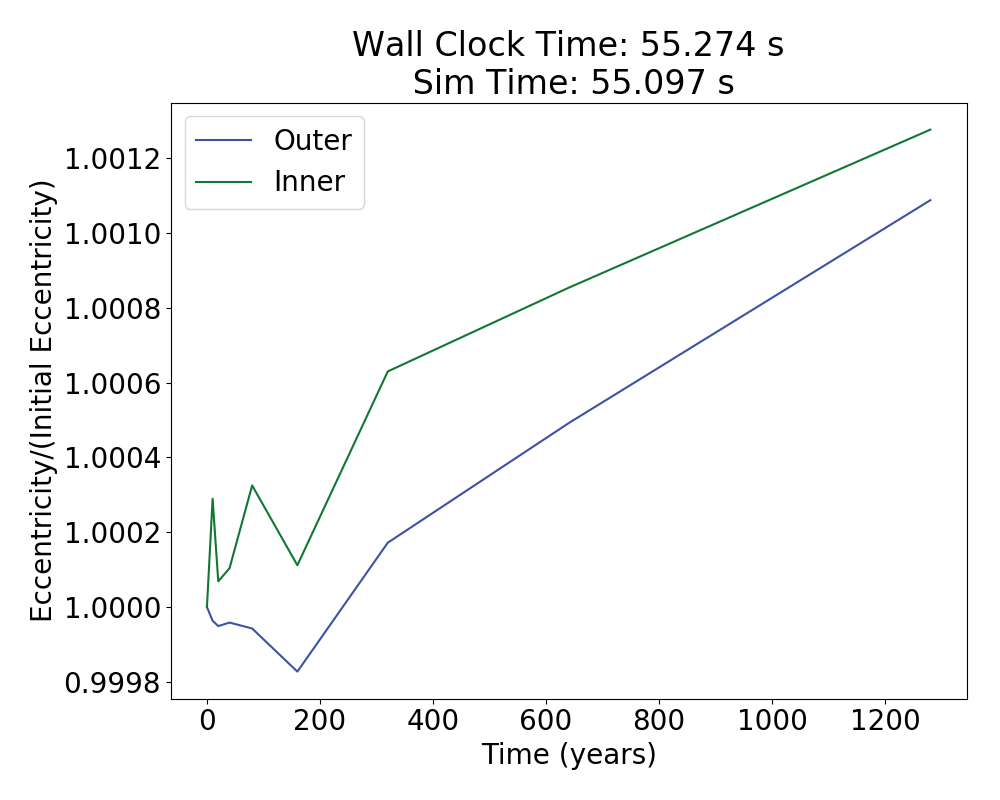 Wall Clock Time: 55.274 s
Sim Time: 55.097 s
Outer
Inner
1.0012
1.0010
1.0008
1.0006
1.0004
1.0002
1.0000
0.9998
Eccentricity/(Initial Eccentricity)
0 200 400 600 800 1000 1200
Time (years)